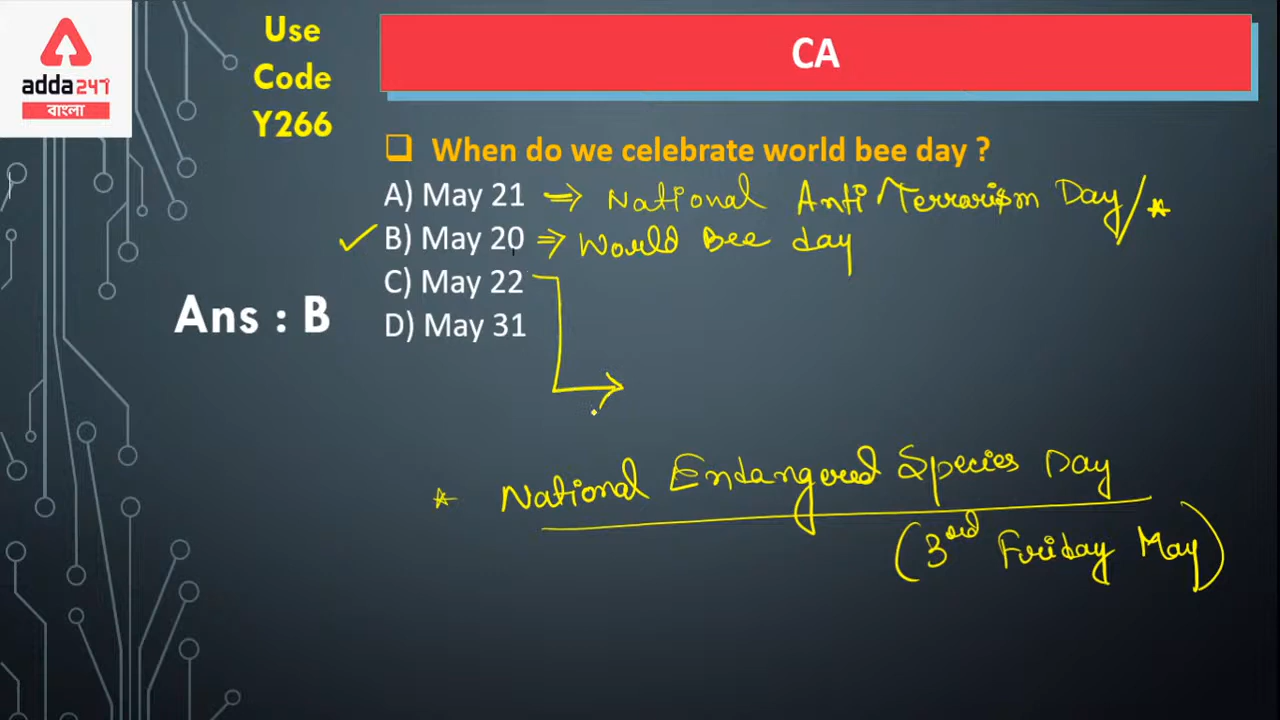 adda247
বাংলা
Use
Code
Y266
CA
When do we celebrate world bee day ?
A) May 21 ⇒ National Anti Terrorism Day/*
B) May 20 ⇒ World Bee day
C) May 22
D) May 31
Ans : B
* National Endangered Species Day
(3rd Friday May)